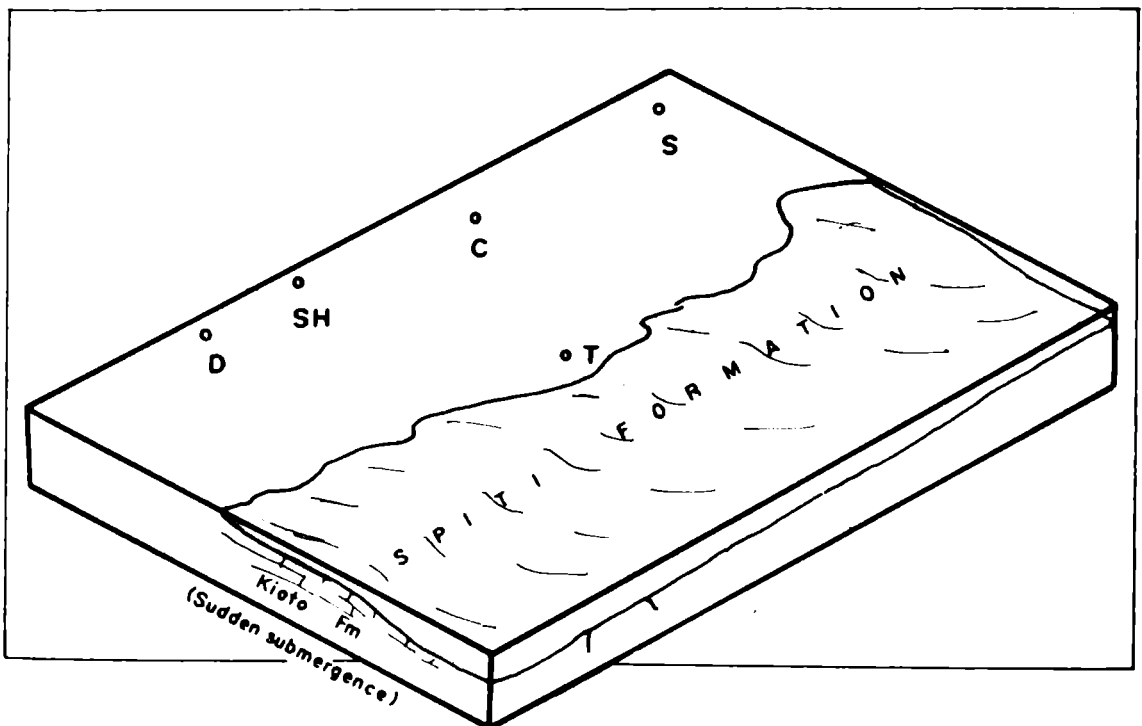 S
C
SH
D
T
SPITI FORMATION
Kioto
Fm
(Sudden submergence)